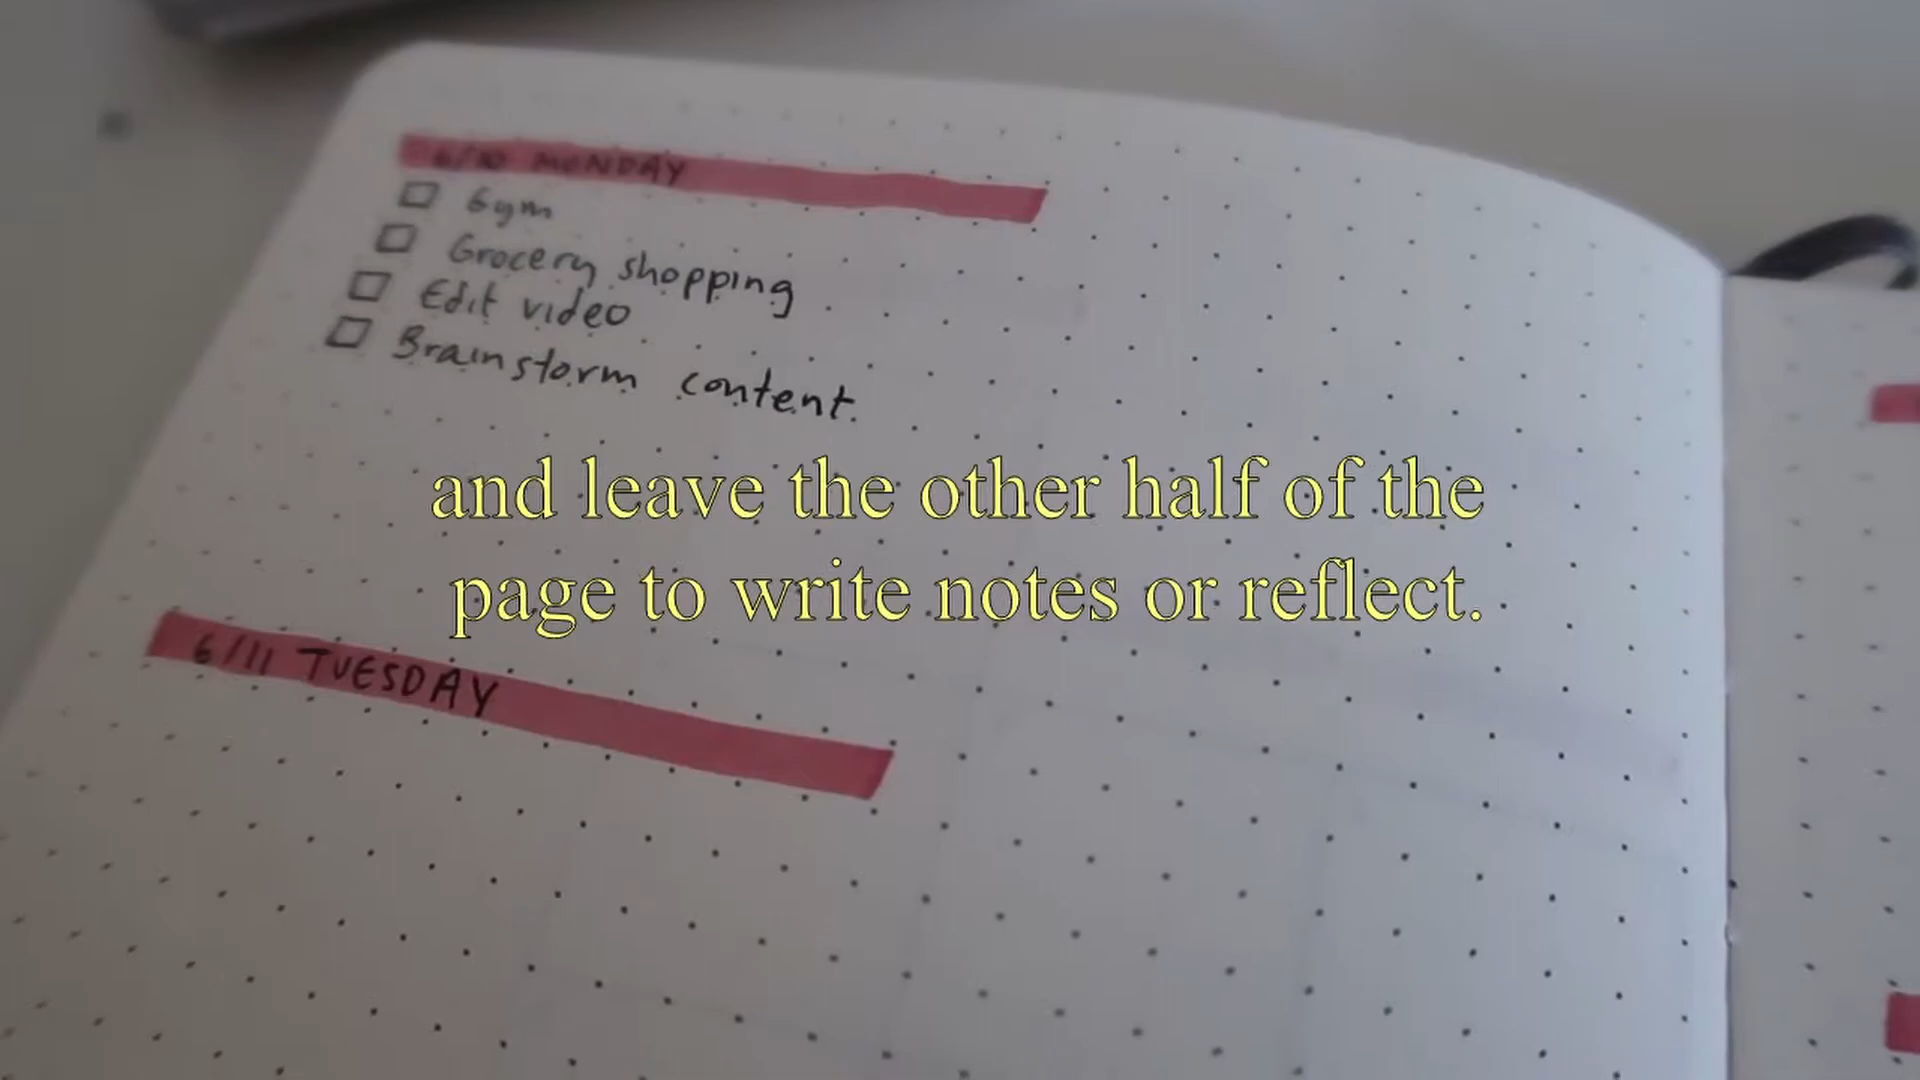 6/10 MONDAY
Gym
Grocery shopping
Edit video
Brainstorm content.
and leave the other half of the
page to write notes or reflect.
6/11 TUESDAY